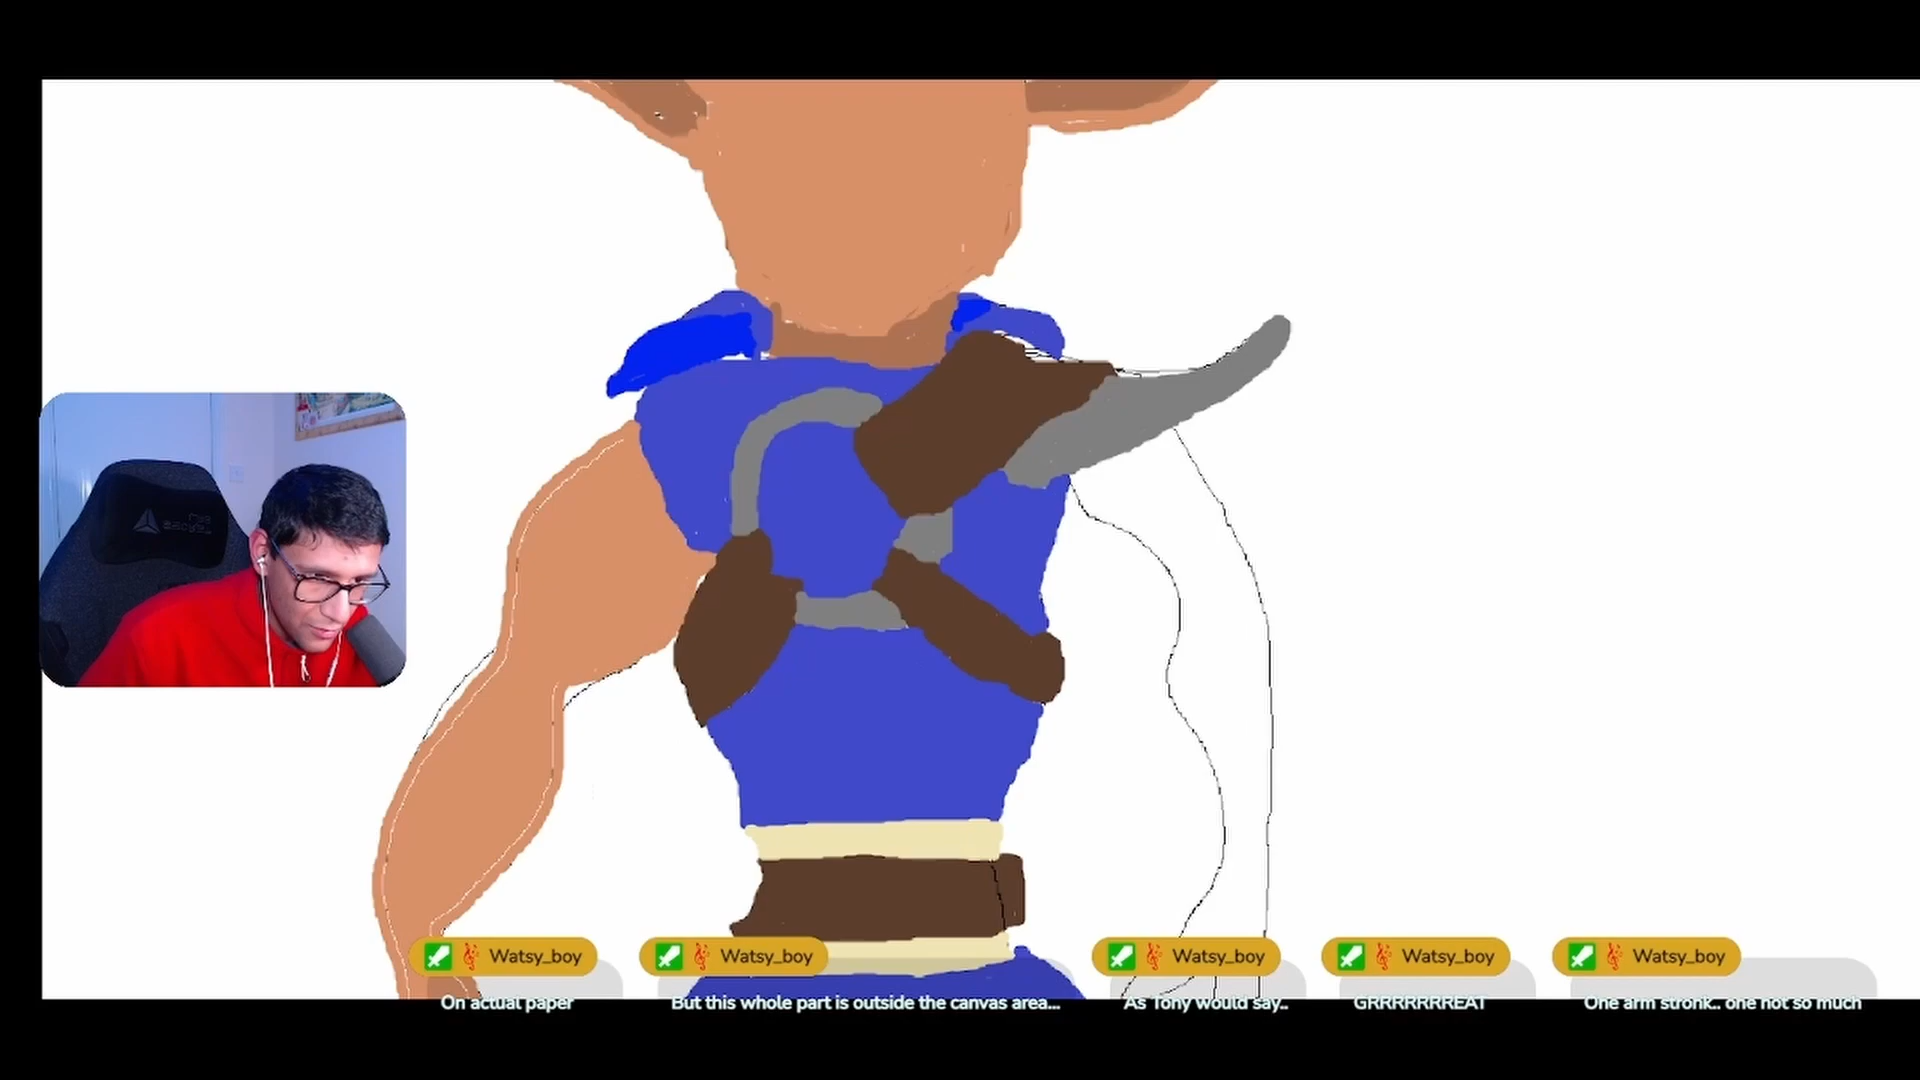 Watsy_boy
On actual paper
Watsy_boy
But this whole part is outside the canvas area...
Watsy_boy
As Tony would say..
Watsy_boy
GRRRRRRREAT
Watsy_boy
One arm stronk.. one not so much